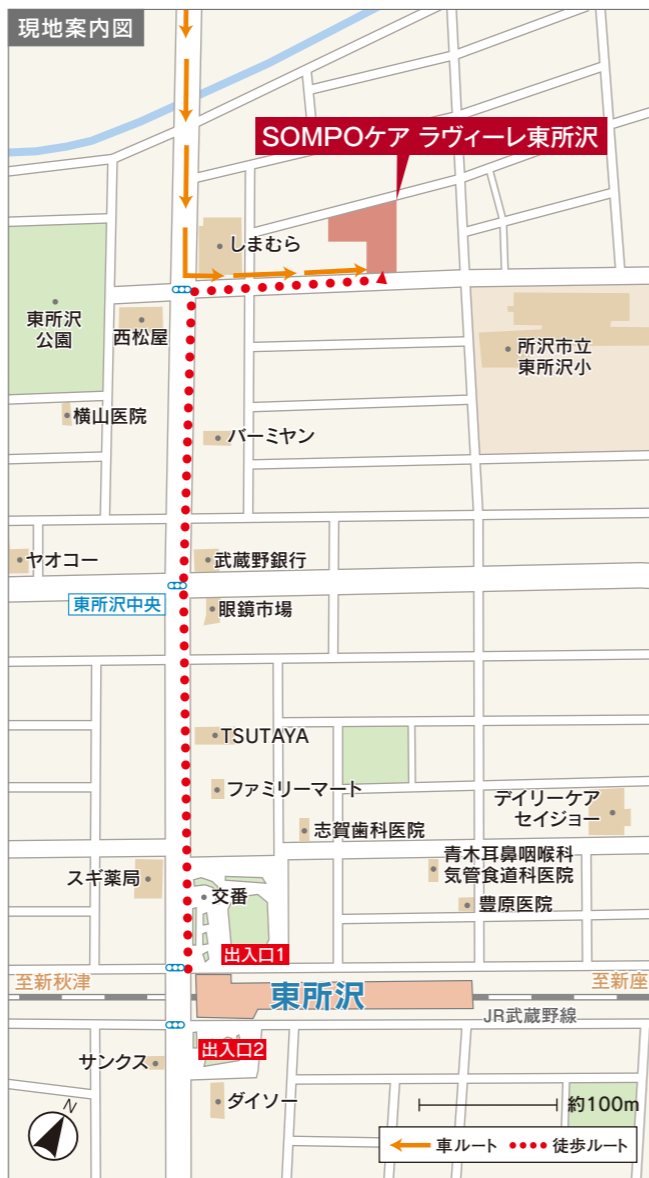 現地案内図
SOMPOケア ラヴィーレ東所沢
しまむら
東所沢
公園
西松屋
所沢市立
東所沢小
横山医院
バーミヤン
ヤオコー
武蔵野銀行
東所沢中央
眼鏡市場
TSUTAYA
ファミリーマート
デイリーケア
セイジョー
志賀歯科医院
青木耳鼻咽喉科
気管食道科医院
スギ薬局
交番
豊原医院
出入口1
至新秋津
東所沢
至新座
JR武蔵野線
出入口2
サンクス
ダイソー
約100m
N
車ルート
徒歩ルート